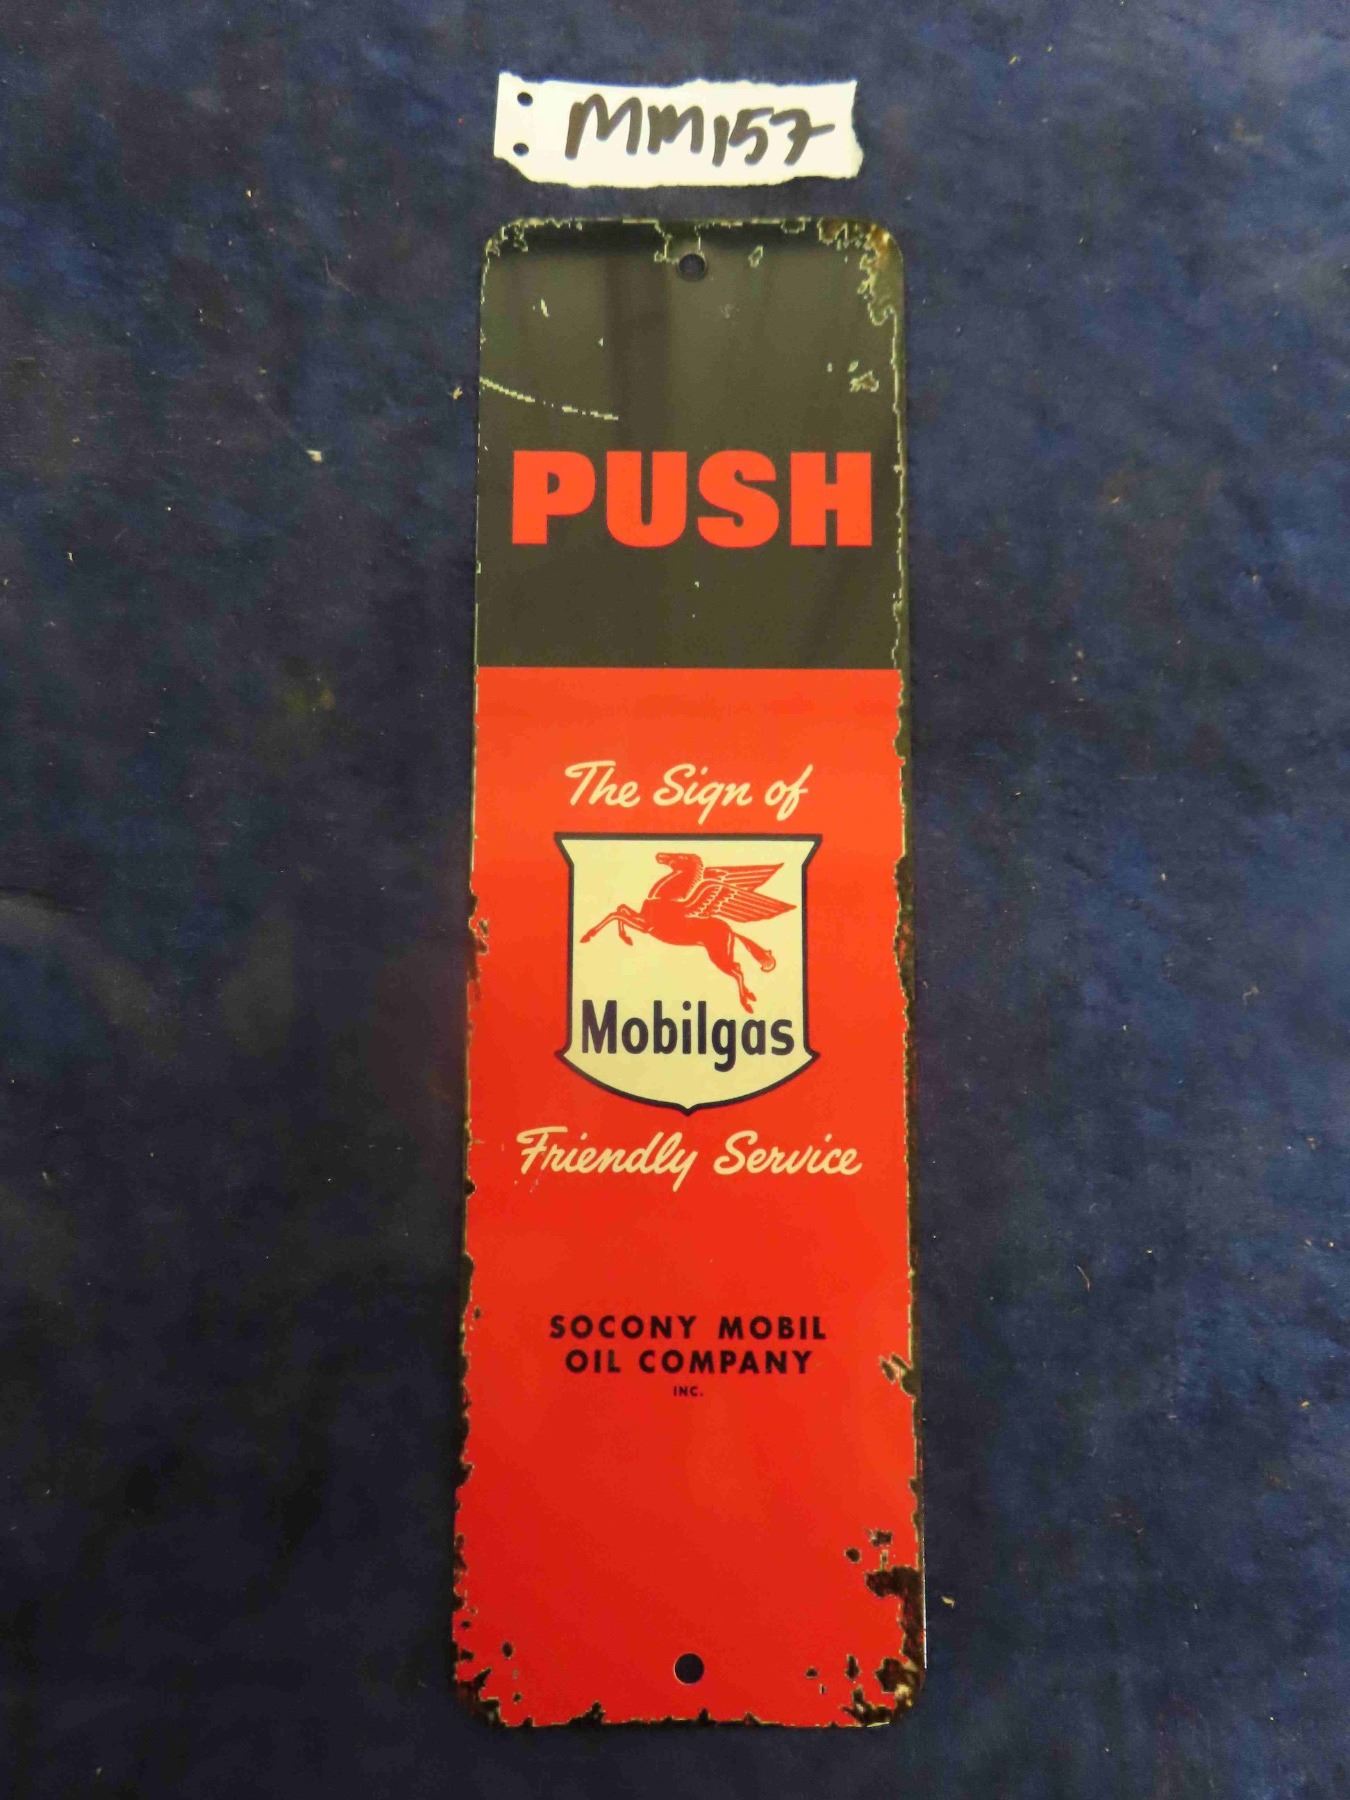 MM157
PUSH
The Sign of
Mobilgas
Friendly Service
SOCONY MOBIL
OIL COMPANY
INC.